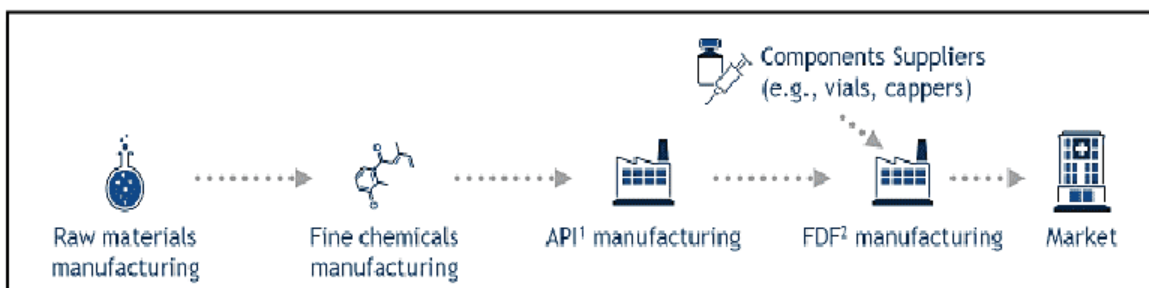 Components Suppliers
(e.g., vials, cappers)
Raw materials
manufacturing
Fine chemicals
manufacturing
API¹ manufacturing
FDF² manufacturing
Market